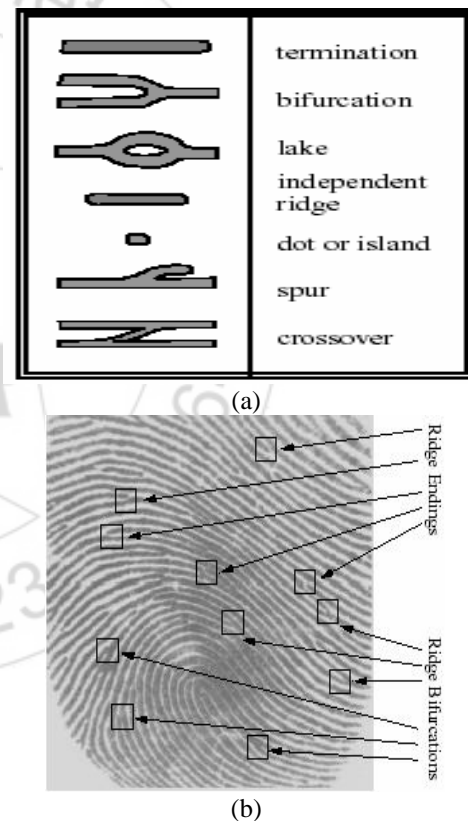 termination
bifurcation
lake
independent
ridge
dot or island
spur
crossover
(a)
Ridge Endings
Ridge Bifurcations
(b)